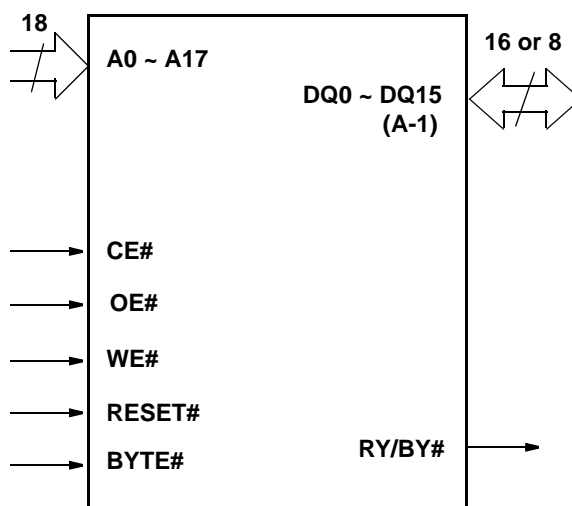 18
16 or 8
A0 ~ A17
DQ0 ~ DQ15
(A-1)
CE#
OE#
WE#
RESET#
BYTE#
RY/BY#